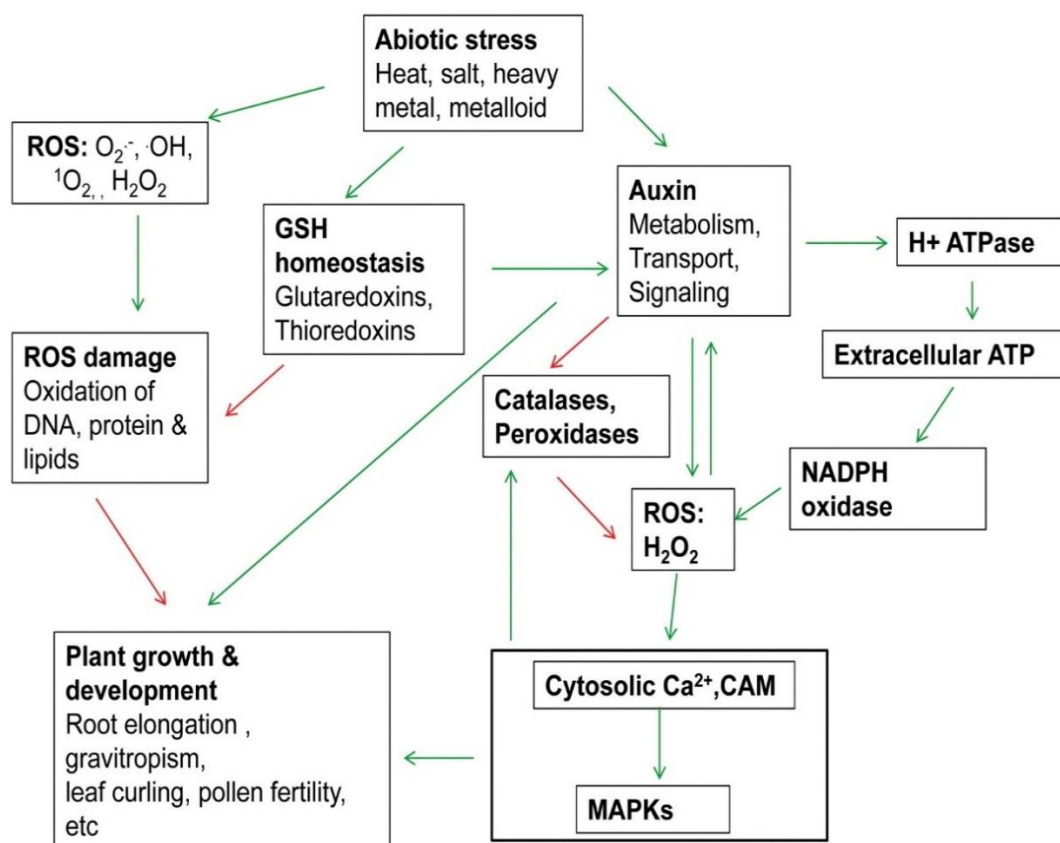 Abiotic stress
Heat, salt, heavy
metal, metalloid
ROS: O₂·⁻, ·OH,
¹O₂, , H₂O₂
GSH
homeostasis
Glutaredoxins,
Thioredoxins
Auxin
Metabolism,
Transport,
Signaling
H+ ATPase
ROS damage
Oxidation of
DNA, protein &
lipids
Extracellular ATP
Catalases,
Peroxidases
NADPH
oxidase
ROS:
H₂O₂
Plant growth &
development
Root elongation ,
gravitropism,
leaf curling, pollen fertility,
etc
Cytosolic Ca²⁺,CAM
MAPKs